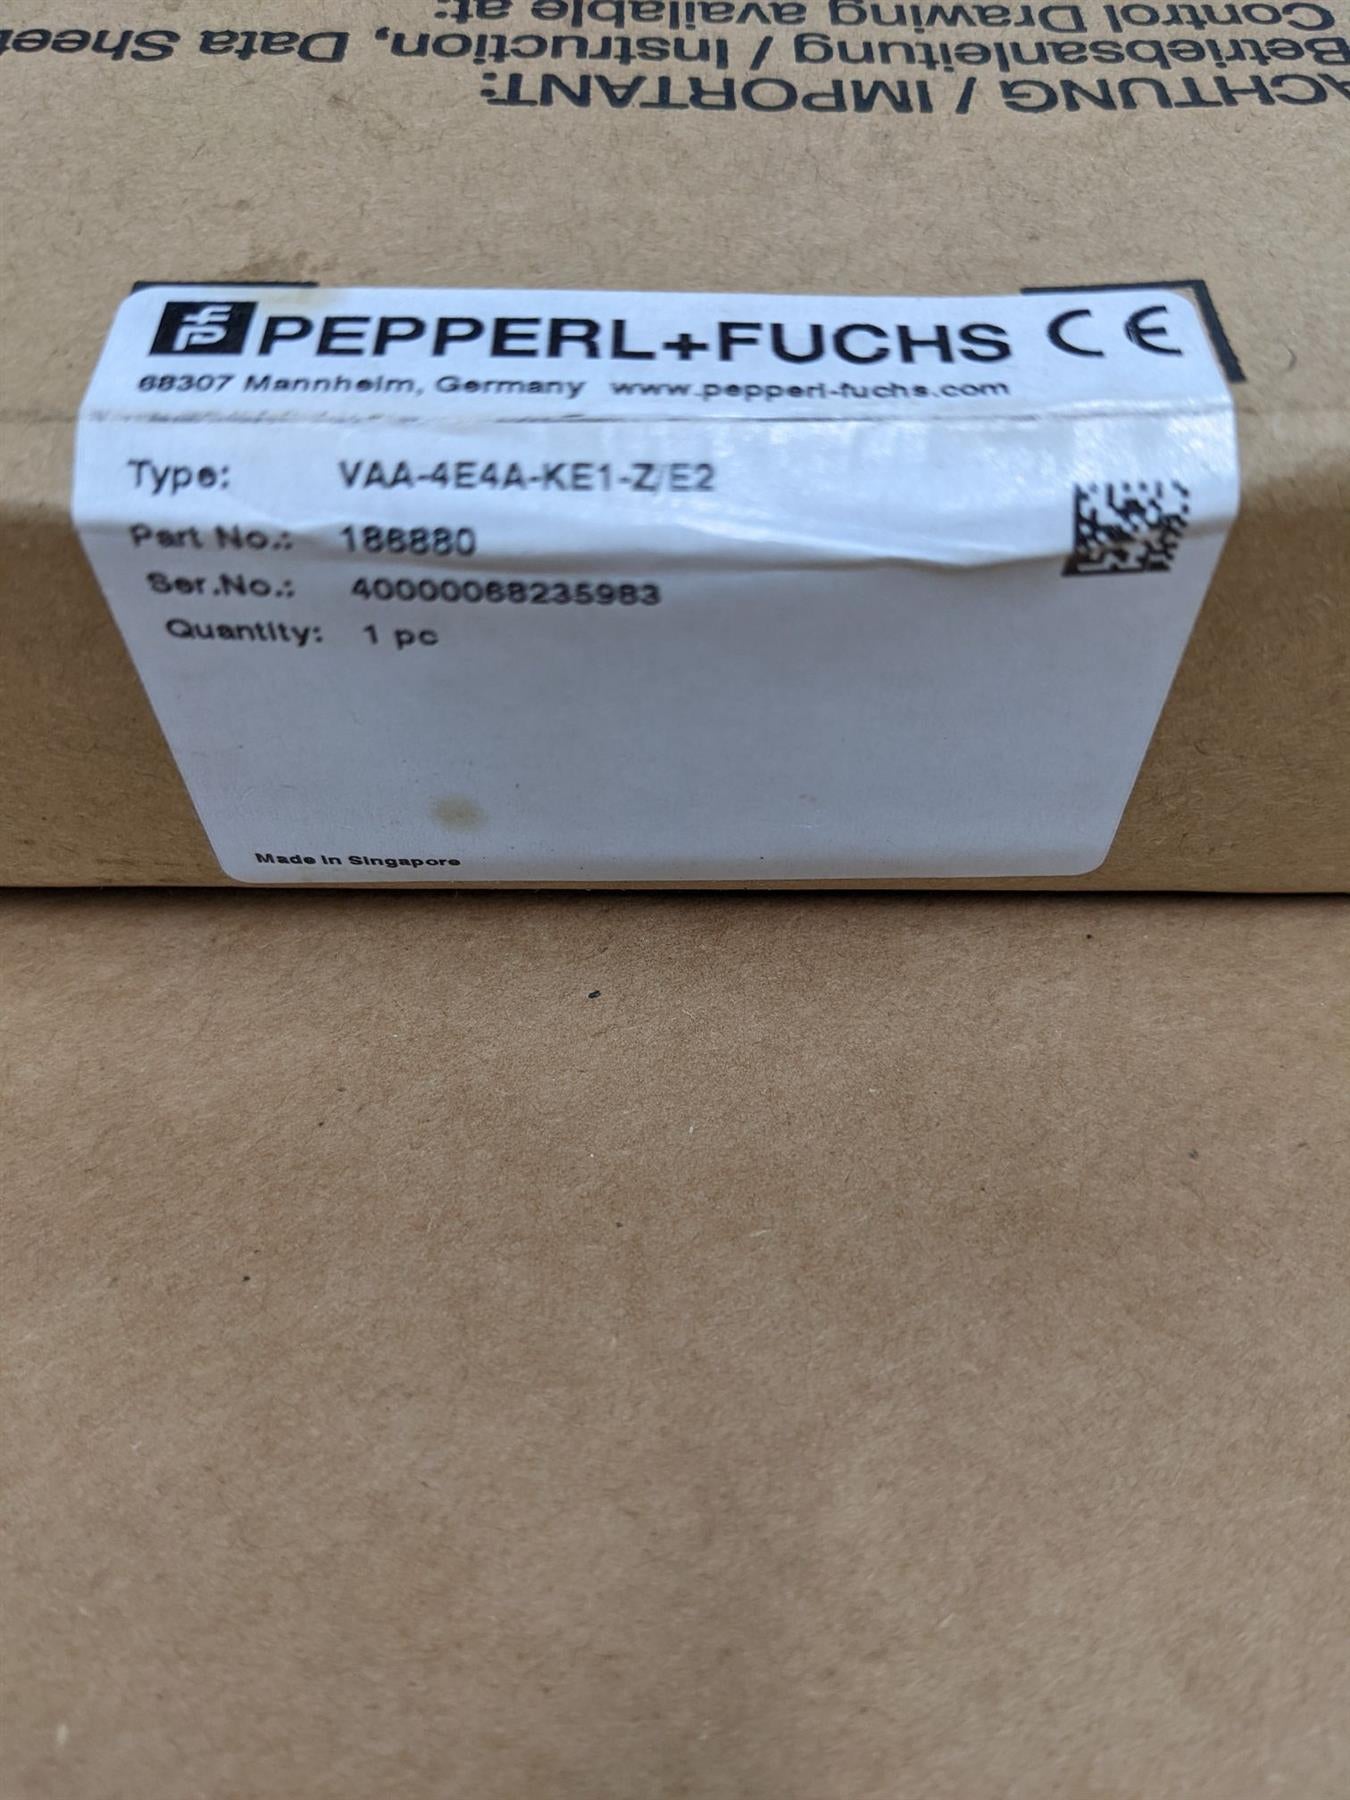 Control Drawing available at:
Betriebsanleitung / Instruction, Data Sheet
ACHTUNG / IMPORTANT:
PEPPERL+FUCHS CE
68307 Mannheim, Germany www.pepperl-fuchs.com
Type: VAA-4E4A-KE1-Z/E2
Part No.: 186880
Ser.No.: 40000068235983
Quantity: 1 pc
Made in Singapore